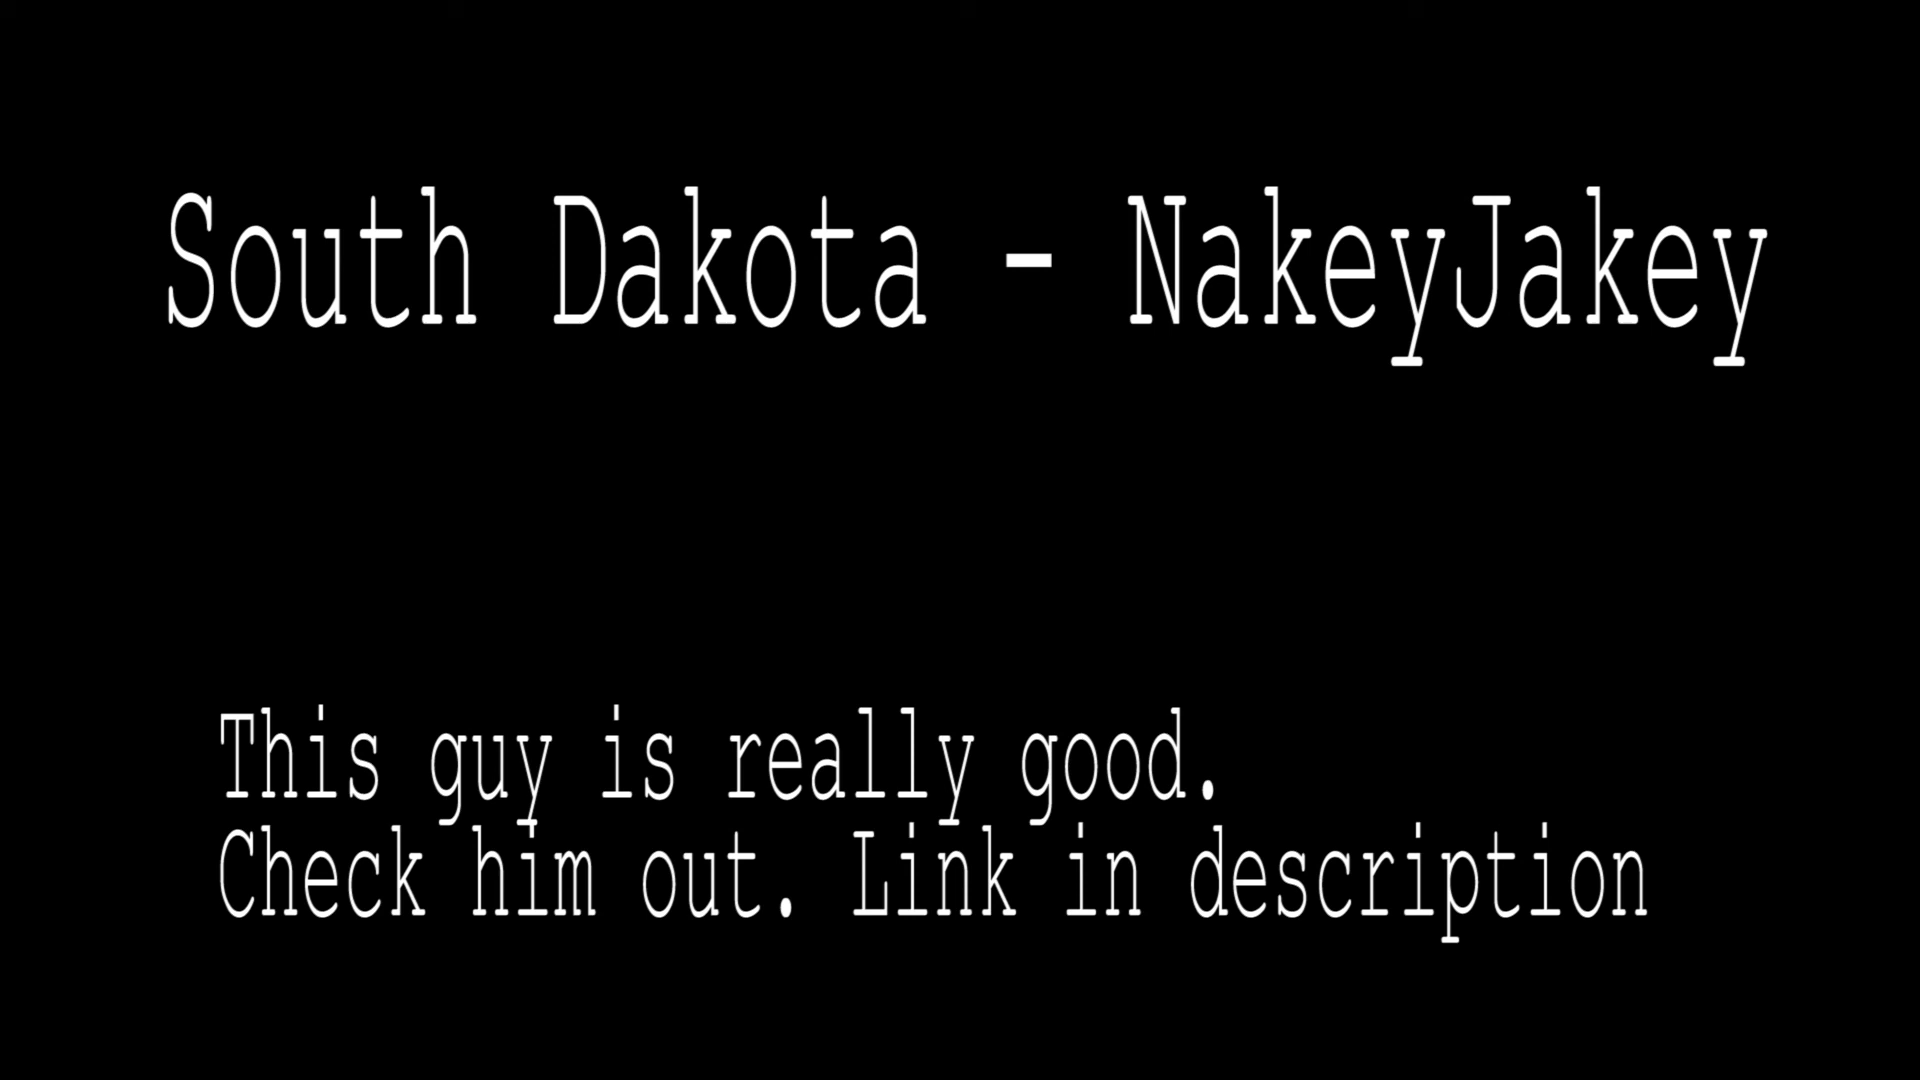 South Dakota - NakeyJakey
This guy is really good.
Check him out. Link in description